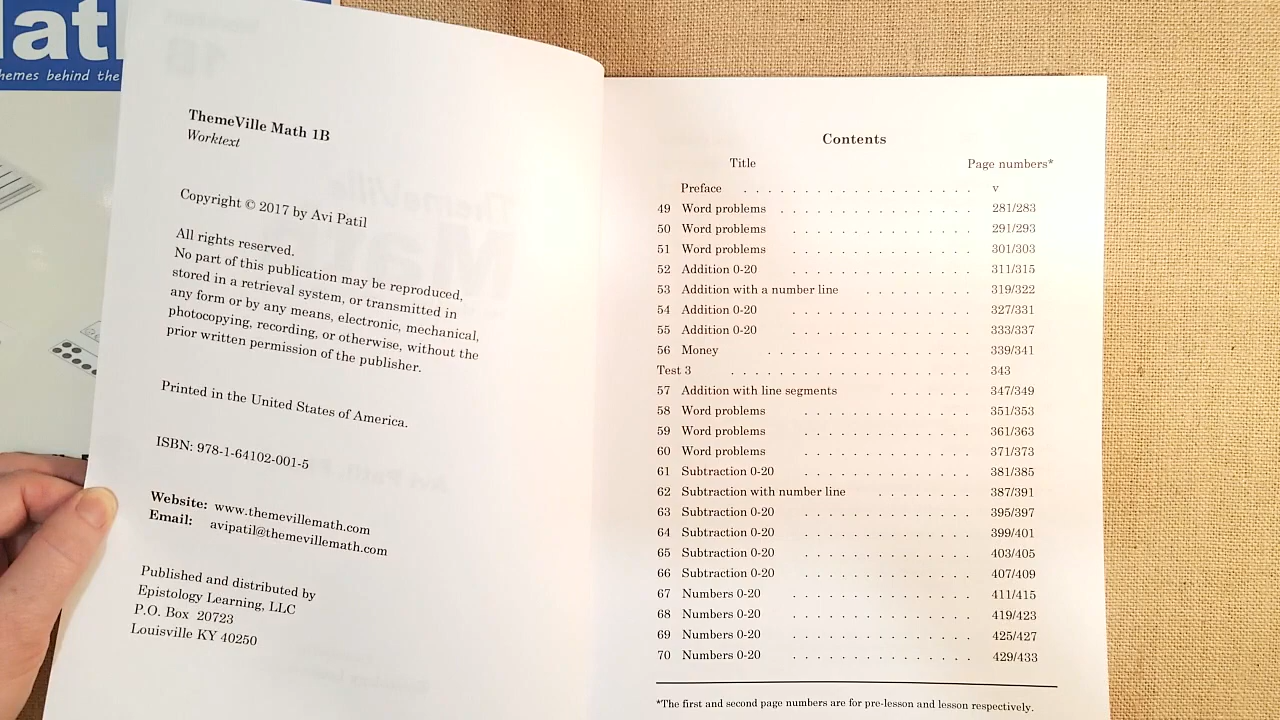 hemes behind the
ThemeVille Math 1B
Worktext
Copyright © 2017 by Avi Patil
All rights reserved.
No part of this publication may be reproduced,
stored in a retrieval system, or transmitted in
any form or by any means, electronic, mechanical,
photocopying, recording, or otherwise, without the
prior written permission of the publisher.
Printed in the United States of America.
ISBN: 978-1-64102-001-5
Website: www.themevillemath.com
Email: avipatil@themevillemath.com
Published and distributed by
Epistology Learning, LLC
P.O. Box 20723
Louisville KY 40250
Contents
Title Page numbers*
Preface . . . . . . . . . . . . . . . . . . . v
49 Word problems . . . . . . . . . . . . . . . . 281/283
50 Word problems . . . . . . . . . . . . . . . 291/293
51 Word problems . . . . . . . . . . . . . . . 301/303
52 Addition 0-20 . . . . . . . . . . . . . . . 311/315
53 Addition with a number line . . . . . . . . . 319/322
54 Addition 0-20 . . . . . . . . . . . . . . . 327/331
55 Addition 0-20 . . . . . . . . . . . . . . . 333/337
56 Money . . . . . . . . . . . . . . . . . 339/341
Test 3 . . . . . . . . . . . . . . . . . . . . 343
57 Addition with line segments . . . . . . . 347/349
58 Word problems . . . . . . . . . . . . . . . 351/353
59 Word problems . . . . . . . . . . . . . . 361/363
60 Word problems . . . . . . . . . . . . . . 371/373
61 Subtraction 0-20 . . . . . . . . . . . . . . 381/385
62 Subtraction with number line . . . . . . . . . . 387/391
63 Subtraction 0-20 . . . . . . . . . . . . . . 395/397
64 Subtraction 0-20 . . . . . . . . . . . . . . 399/401
65 Subtraction 0-20 . . . . . . . . . . . . . . 403/405
66 Subtraction 0-20 . . . . . . . . . . . . . . 407/409
67 Numbers 0-20 . . . . . . . . . . . . . . . 411/415
68 Numbers 0-20 . . . . . . . . . . . . . . . 419/423
69 Numbers 0-20 . . . . . . . . . . . . . . . 425/427
70 Numbers 0-20 . . . . . . . . . . . . . . . 429/433
*The first and second page numbers are for pre-lesson and lesson respectively.